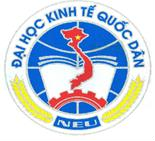 ĐẠI HỌC KINH TẾ QUỐC DÂN
NEU